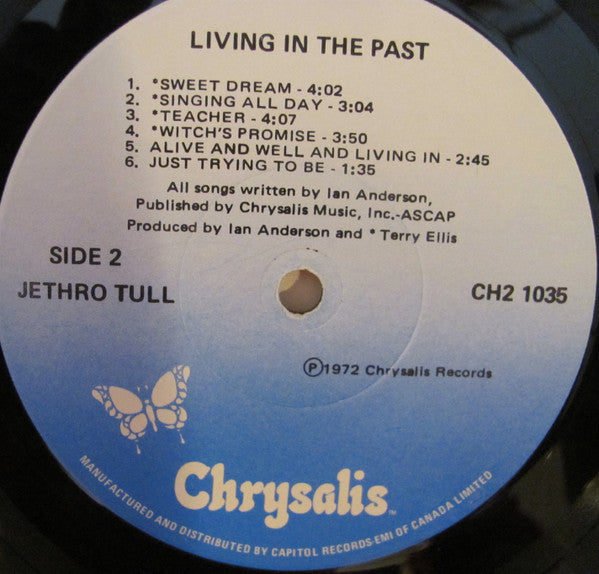 LIVING IN THE PAST
1. *SWEET DREAM - 4:02
2. *SINGING ALL DAY - 3:04
3. *TEACHER - 4:07
4. *WITCH'S PROMISE - 3:50
5. ALIVE AND WELL AND LIVING IN - 2:45
6. JUST TRYING TO BE - 1:35
All songs written by Ian Anderson,
Published by Chrysalis Music, Inc.-ASCAP
Produced by Ian Anderson and * Terry Ellis
SIDE 2
JETHRO TULL
CH2 1035
Ⓟ1972 Chrysalis Records
Chrysalis™
MANUFACTURED AND DISTRIBUTED BY CAPITOL RECORDS-EMI OF CANADA LIMITED